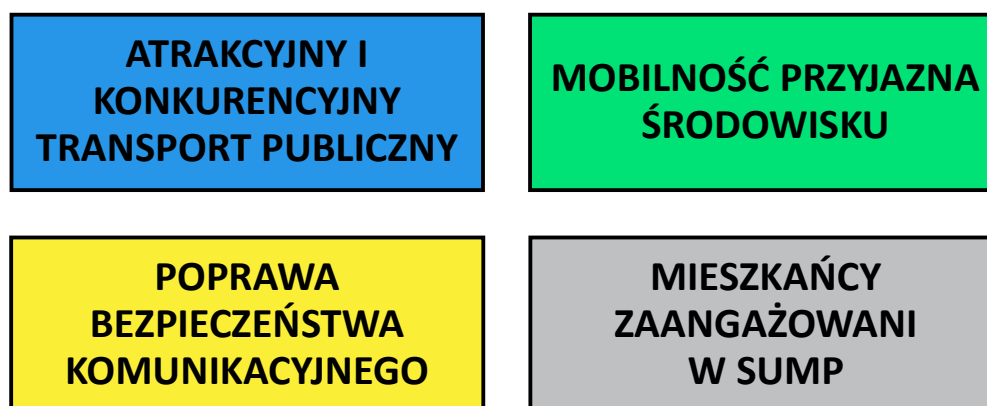 ATRAKCYJNY I
KONKURENCYJNY
TRANSPORT PUBLICZNY
MOBILNOŚĆ PRZYJAZNA
ŚRODOWISKU
POPRAWA
BEZPIECZEŃSTWA
KOMUNIKACYJNEGO
MIESZKAŃCY
ZAANGAŻOWANI
W SUMP